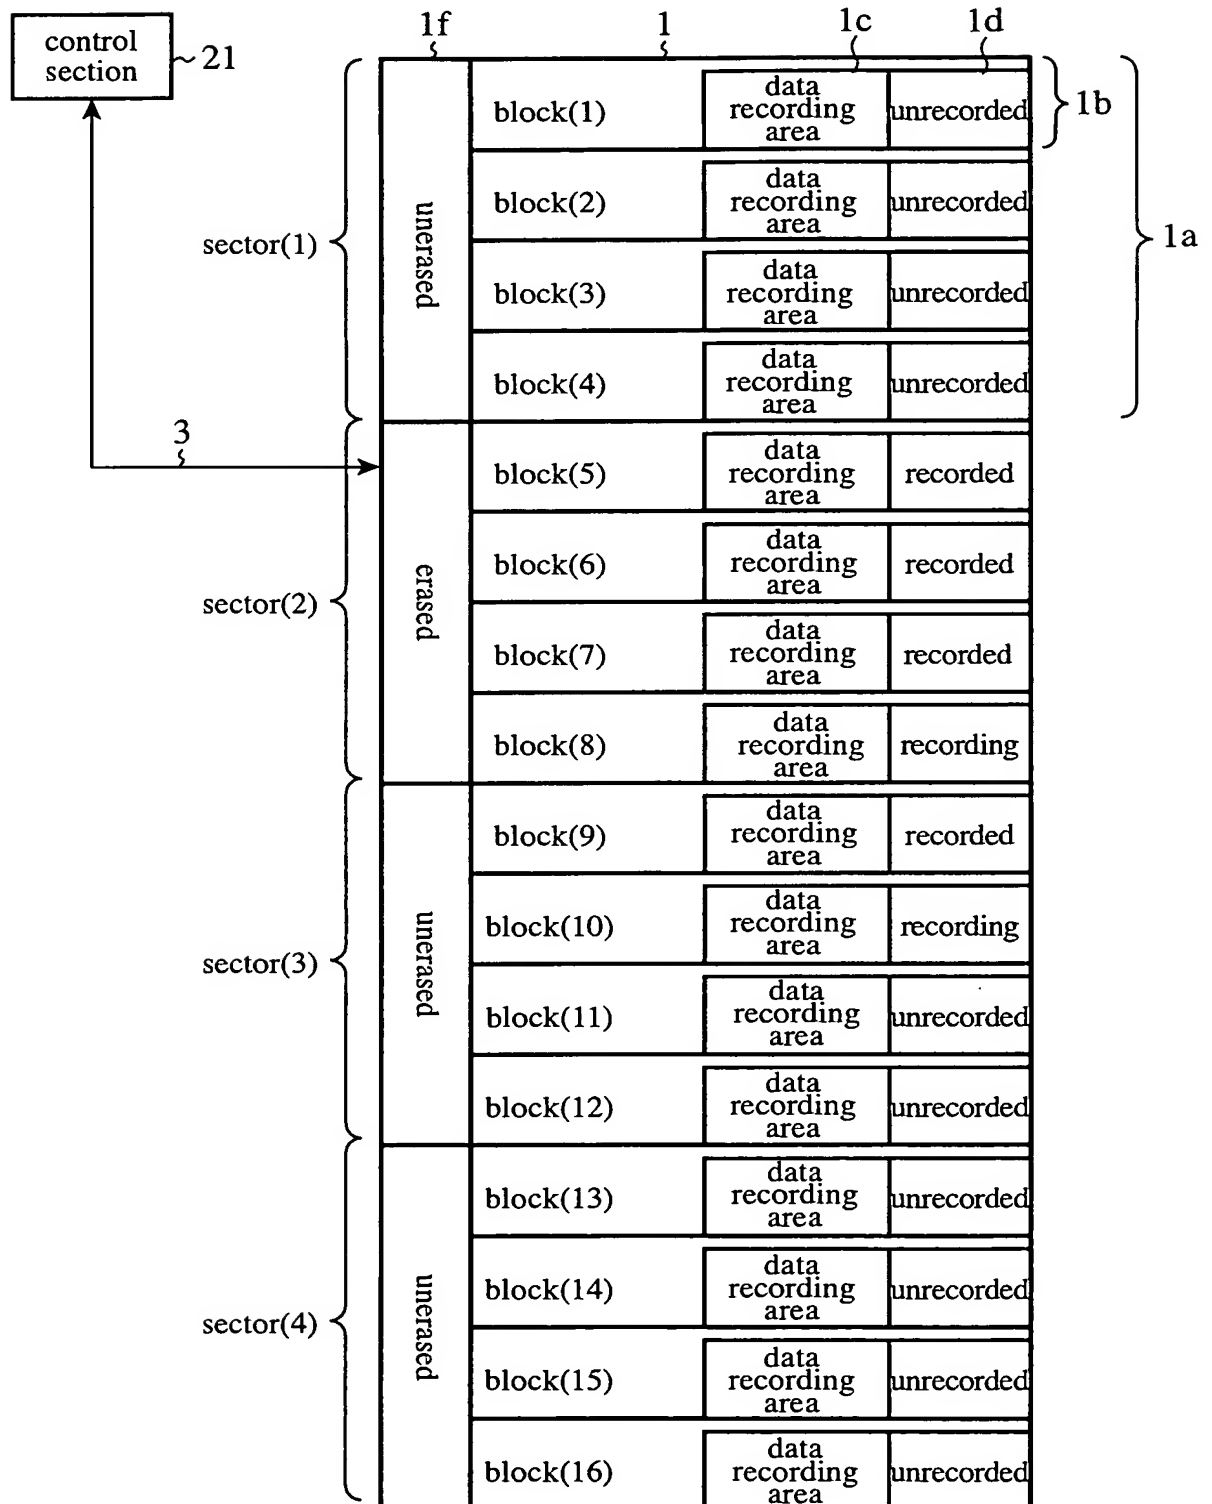 1f 1 1c 1d
control
section
21
sector(1)
unerased
block(1)
data
recording
area
unrecorded
1b
block(2)
data
recording
area
unrecorded
1a
block(3)
data
recording
area
unrecorded
block(4)
data
recording
area
unrecorded
3
sector(2)
erased
block(5)
data
recording
area
recorded
block(6)
data
recording
area
recorded
block(7)
data
recording
area
recorded
block(8)
data
recording
area
recording
sector(3)
unerased
block(9)
data
recording
area
recorded
block(10)
data
recording
area
recording
block(11)
data
recording
area
unrecorded
block(12)
data
recording
area
unrecorded
sector(4)
unerased
block(13)
data
recording
area
unrecorded
block(14)
data
recording
area
unrecorded
block(15)
data
recording
area
unrecorded
block(16)
data
recording
area
unrecorded